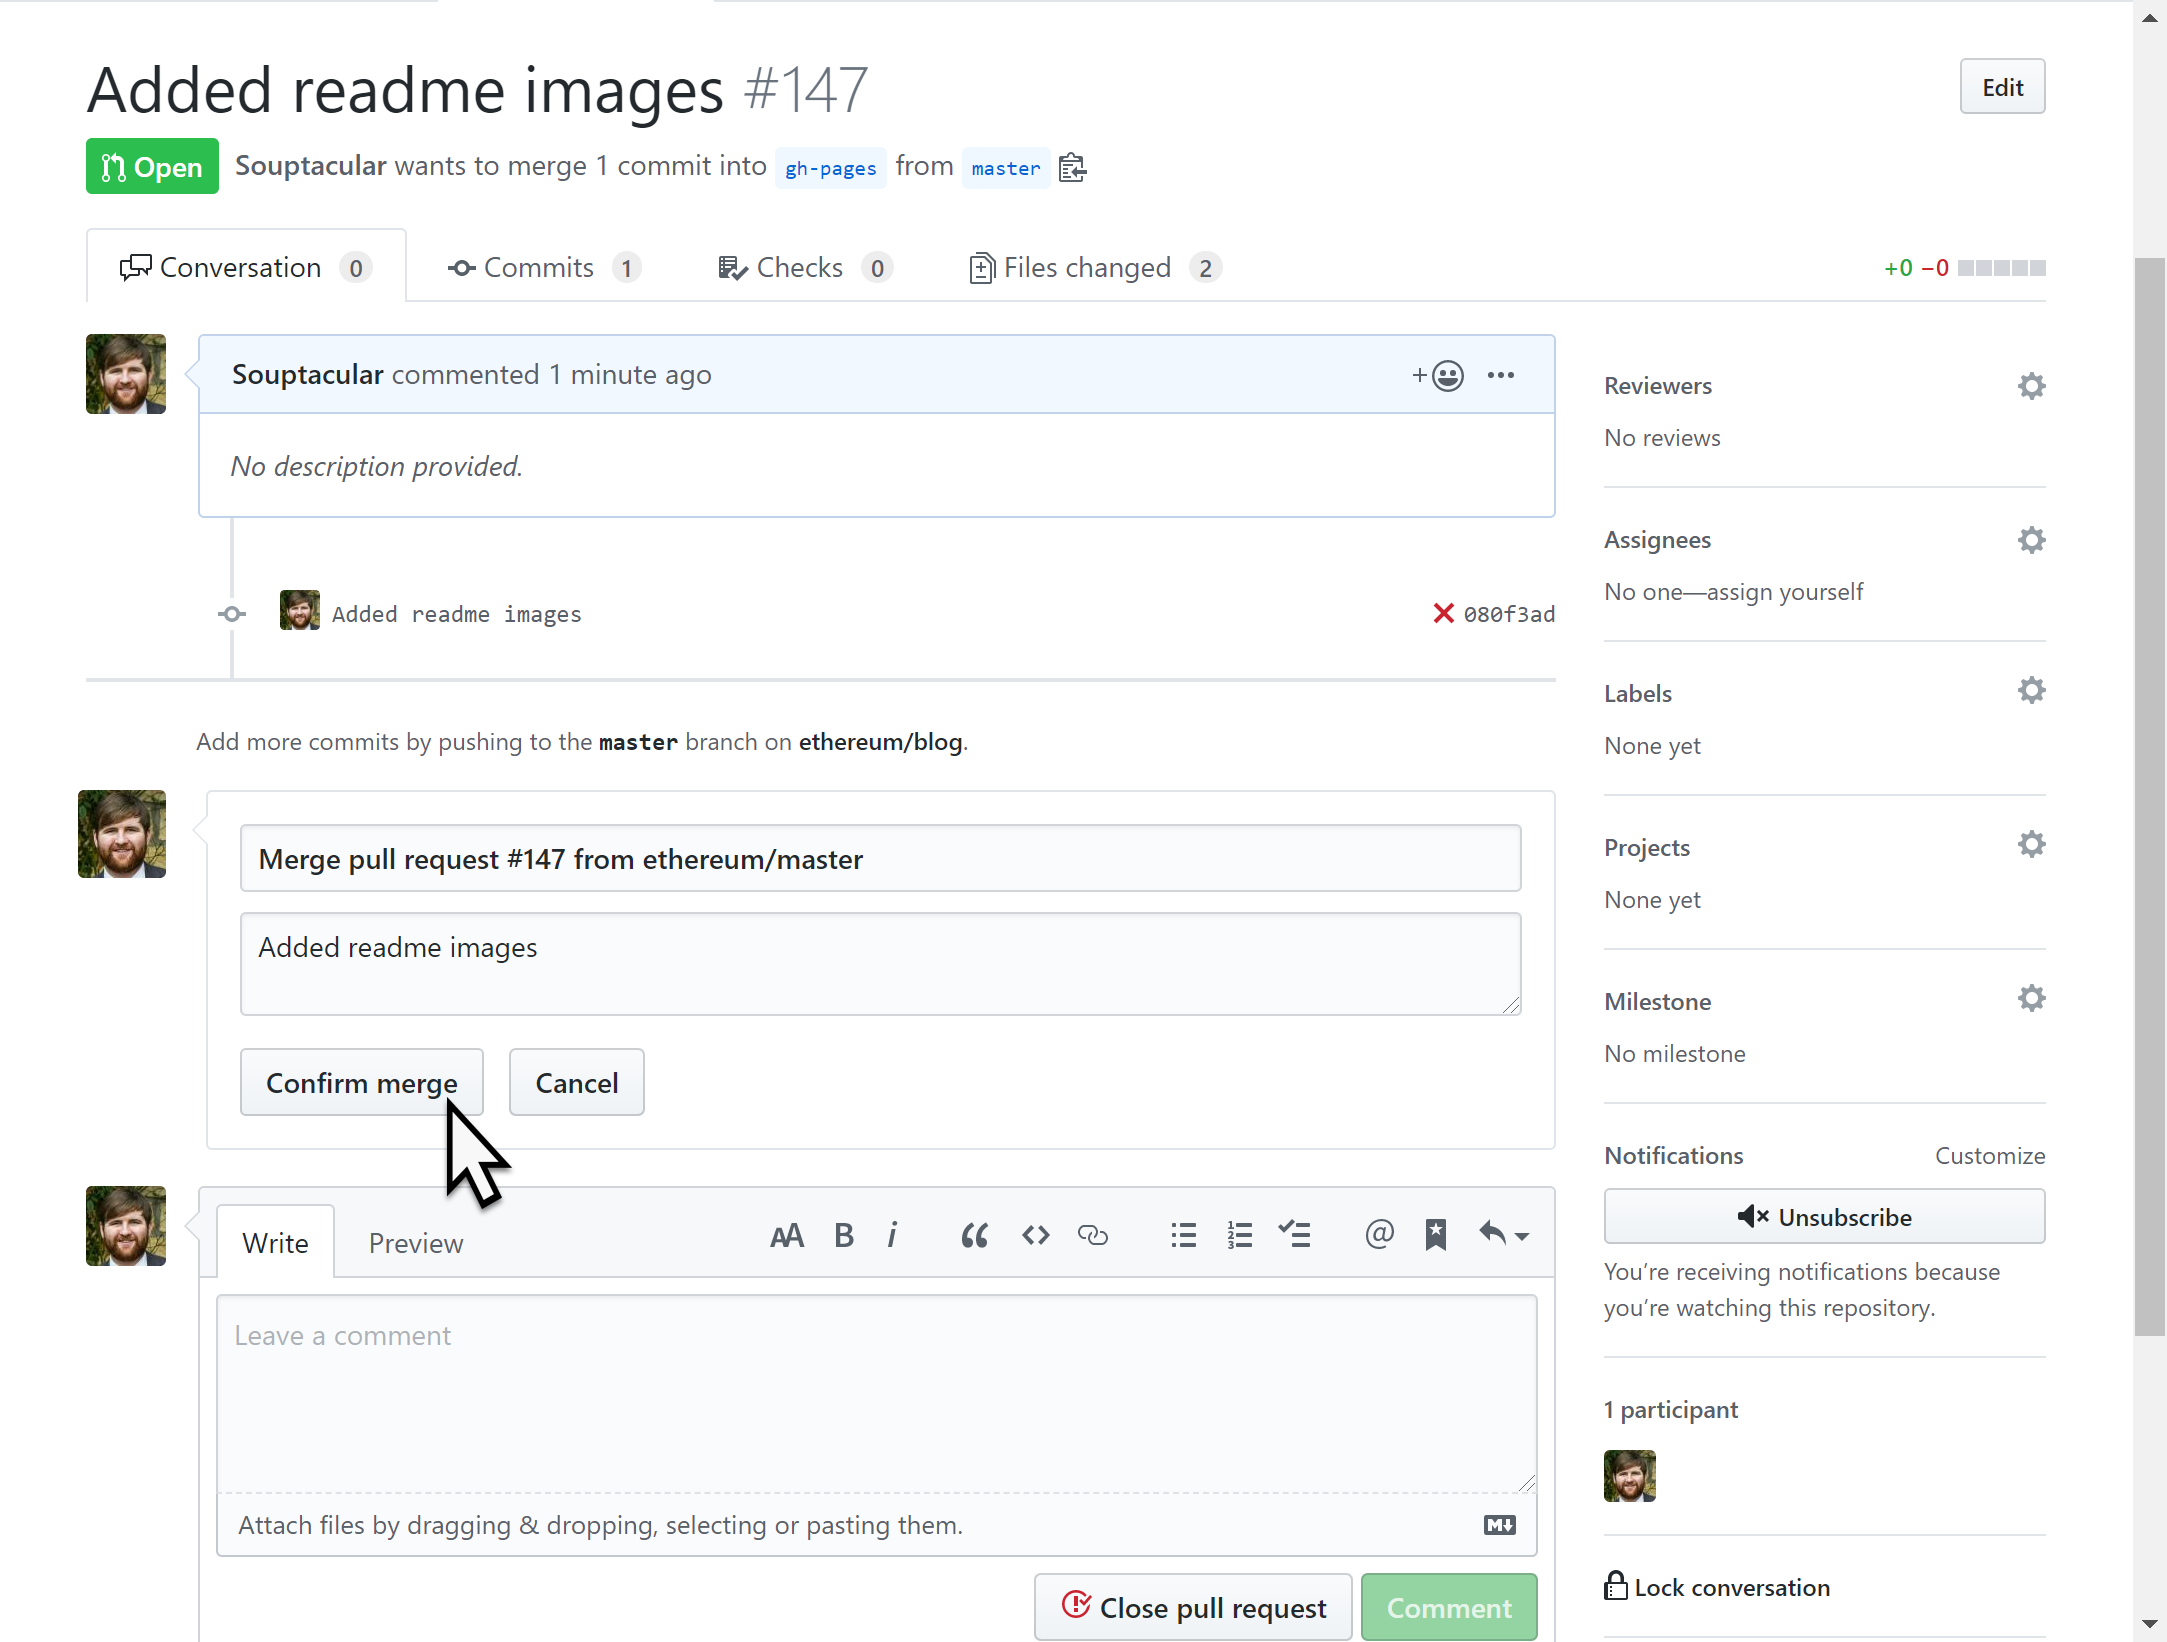 Added readme images #147
Edit
Open
Souptacular wants to merge 1 commit into gh-pages from master
Conversation 0
Commits 1
Checks 0
Files changed 2
+0 −0
Souptacular commented 1 minute ago
No description provided.
Added readme images
080f3ad
Add more commits by pushing to the master branch on ethereum/blog.
Merge pull request #147 from ethereum/master
Added readme images
Confirm merge
Cancel
Write
Preview
Leave a comment
Attach files by dragging & dropping, selecting or pasting them.
Close pull request
Comment
Reviewers
No reviews
Assignees
No one—assign yourself
Labels
None yet
Projects
None yet
Milestone
No milestone
Notifications
Customize
Unsubscribe
You’re receiving notifications because
you’re watching this repository.
1 participant
Lock conversation